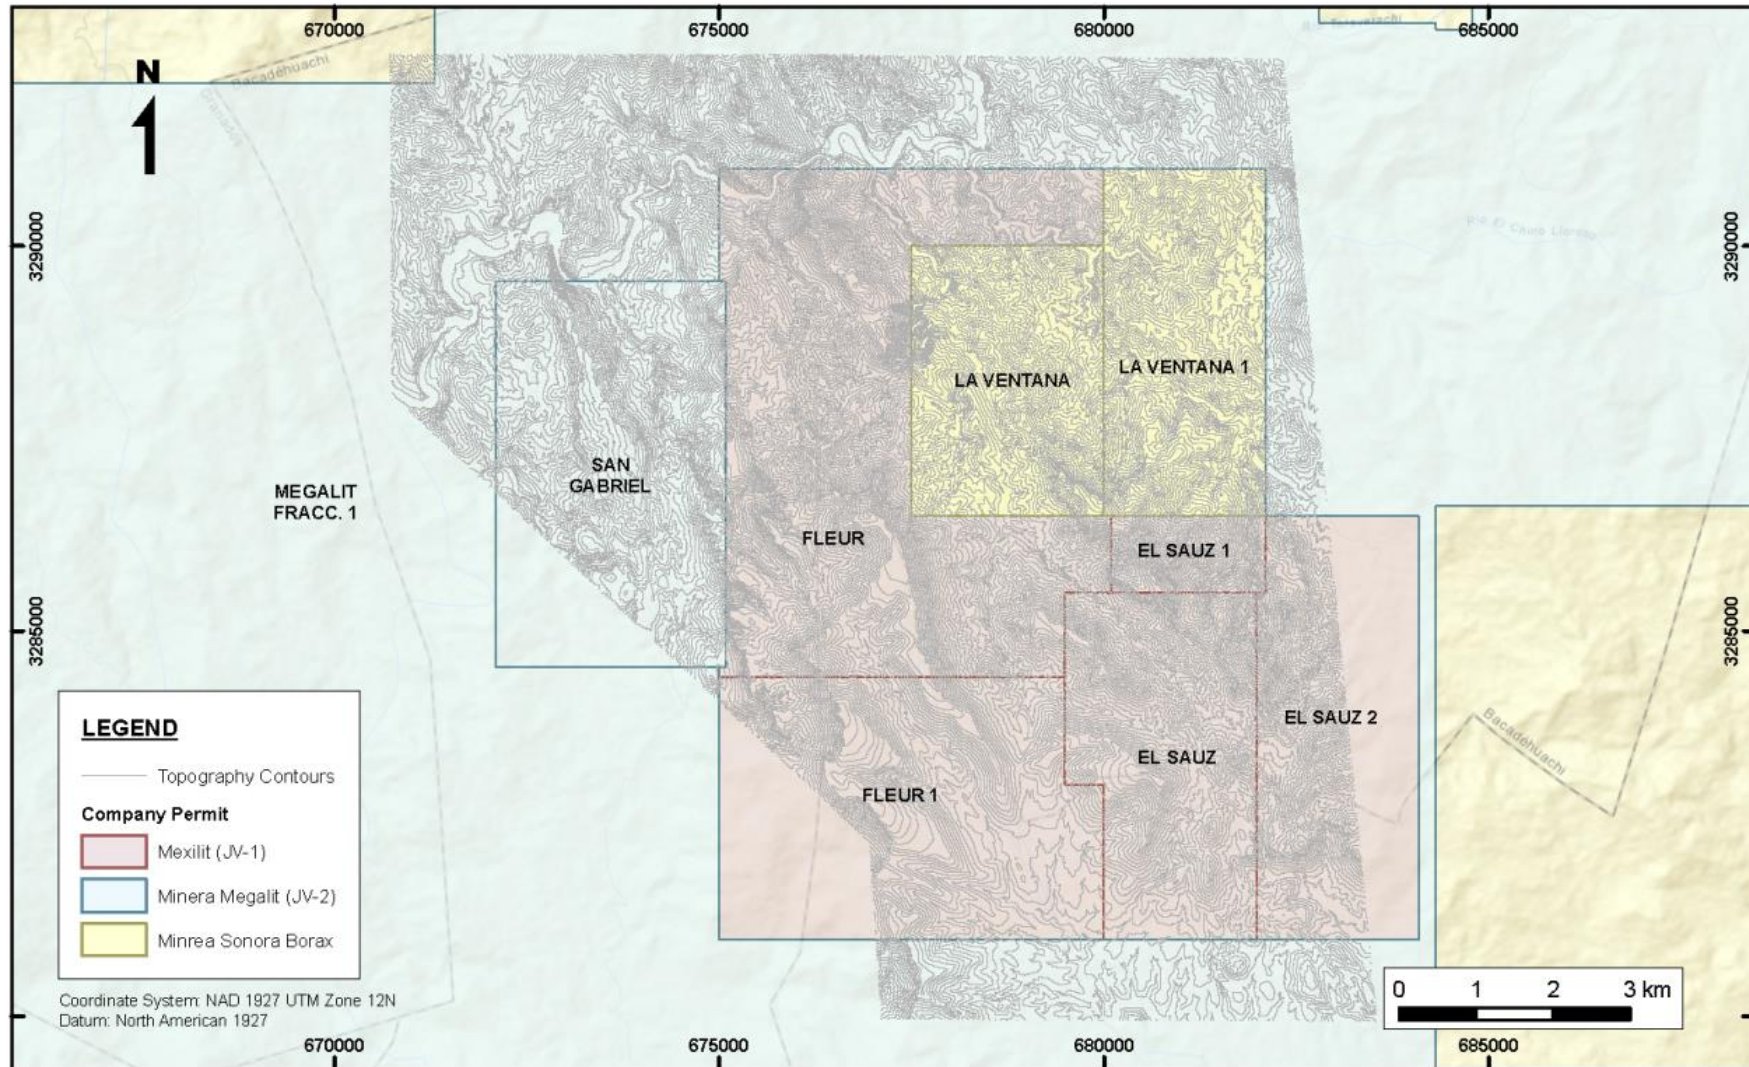 670000
675000
680000
685000
Bacadéhuachi
Granados
N
3290000
3290000
LA VENTANA
LA VENTANA 1
SAN
GABRIEL
MEGALIT
FRACC. 1
FLEUR
EL SAUZ 1
3285000
3285000
EL SAUZ 2
EL SAUZ
FLEUR 1
Bacadéhuachi
LEGEND
Topography Contours
Company Permit
Mexilit (JV-1)
Minera Megalit (JV-2)
Minrea Sonora Borax
Coordinate System: NAD 1927 UTM Zone 12N
Datum: North American 1927
0 1 2 3 km
670000
675000
680000
685000